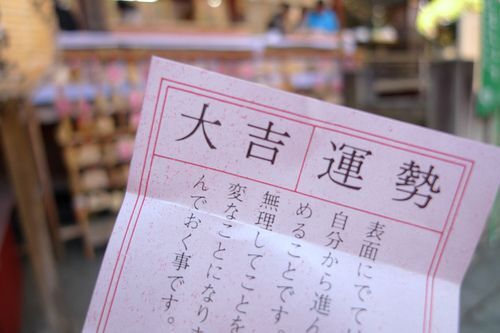 運勢
大吉
表面にでてい
自分から進ん
めることです
無理してことを
変なことになり
んでおく事です。